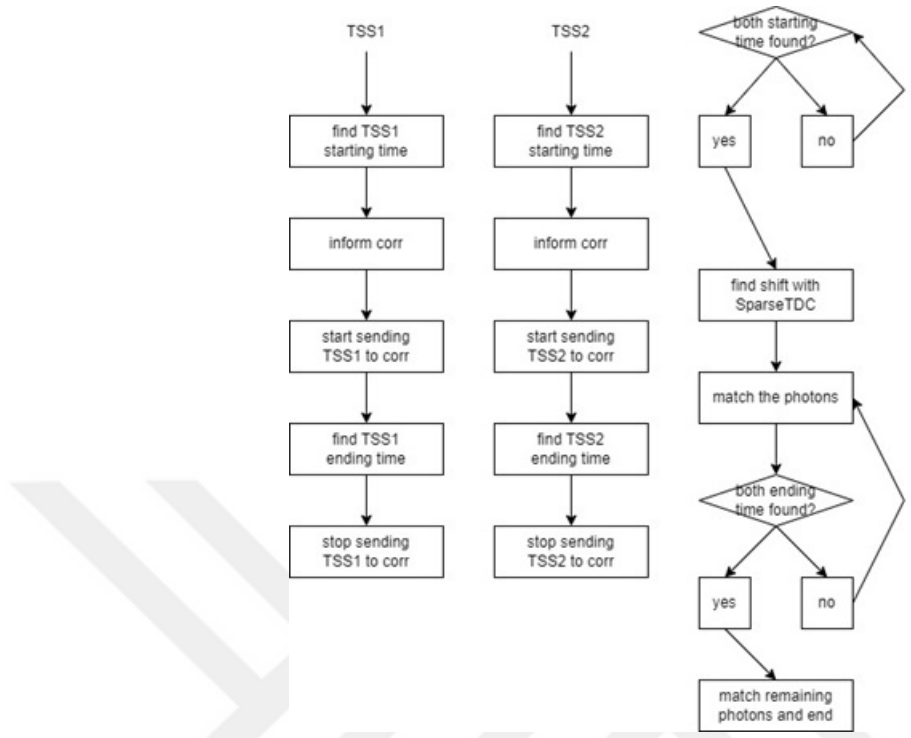 TSS1
find TSS1
starting time
inform corr
start sending
TSS1 to corr
find TSS1
ending time
stop sending
TSS1 to corr
TSS2
find TSS2
starting time
inform corr
start sending
TSS2 to corr
find TSS2
ending time
stop sending
TSS2 to corr
both starting
time found?
yes
no
find shift with
SparseTDC
match the photons
both ending
time found?
yes
no
match remaining
photons and end